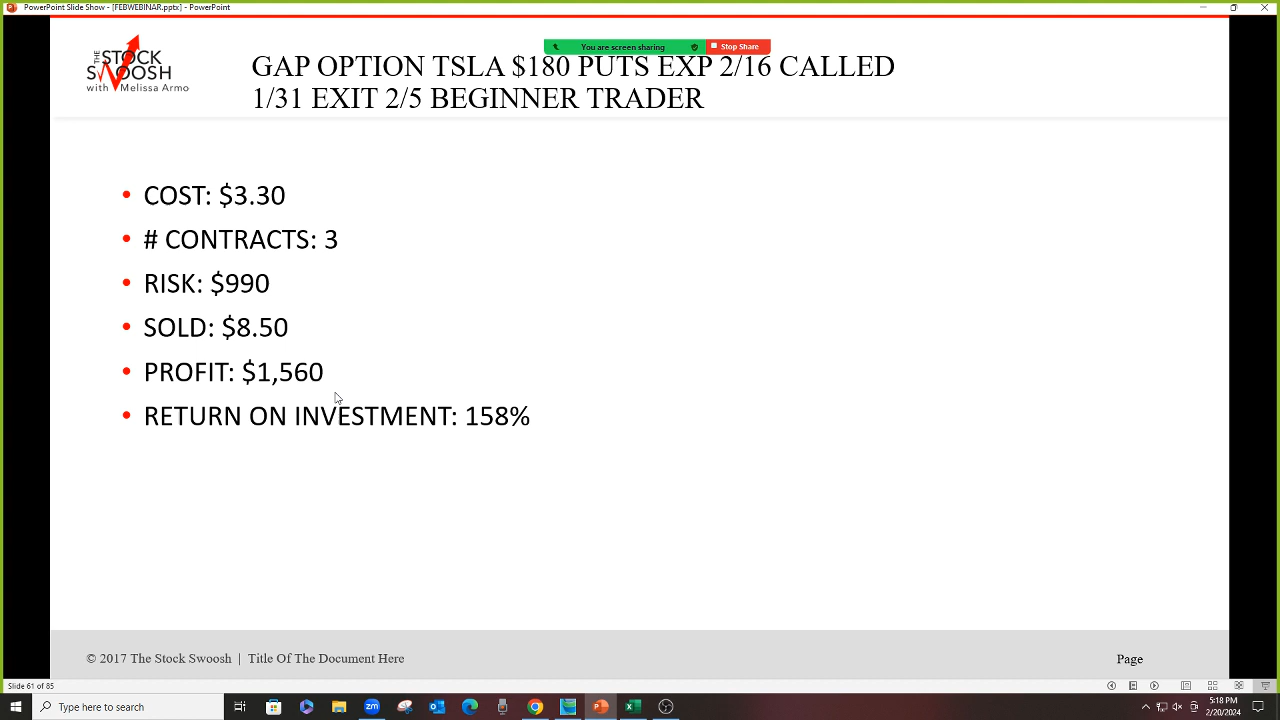 PowerPoint Slide Show - [FEBWEBINAR.pptx] - PowerPoint
You are screen sharing
Stop Share
THE STOCK
SWOOSH
with Melissa Armo
GAP OPTION TSLA $180 PUTS EXP 2/16 CALLED
1/31 EXIT 2/5 BEGINNER TRADER
• COST: $3.30
• # CONTRACTS: 3
• RISK: $990
• SOLD: $8.50
• PROFIT: $1,560
• RETURN ON INVESTMENT: 158%
© 2017 The Stock Swoosh | Title Of The Document Here
Page
Slide 61 of 85
Type here to search
zm
5:18 PM
2/20/2024